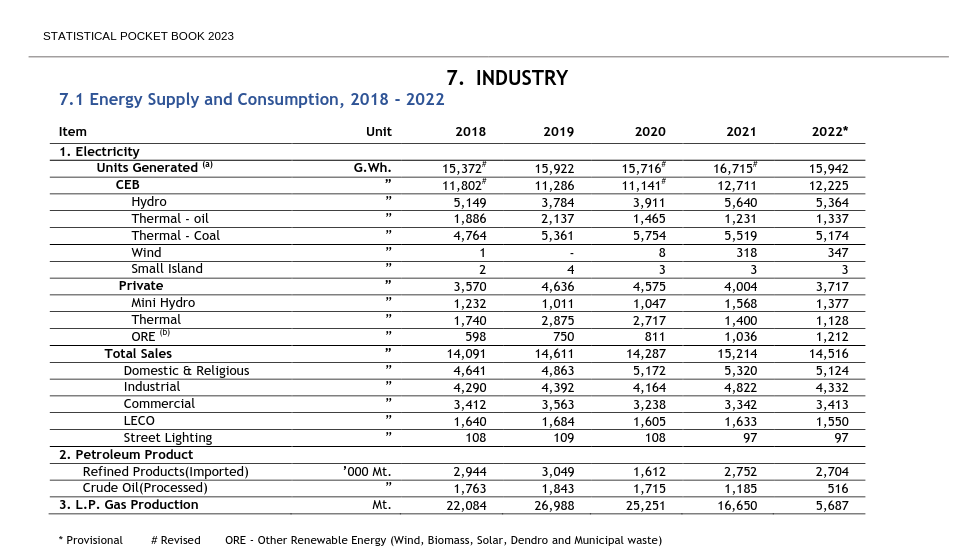 STATISTICAL POCKET BOOK 2023
7. INDUSTRY
7.1 Energy Supply and Consumption, 2018 - 2022
Item Unit 2018 2019 2020 2021 2022*
1. Electricity
Units Generated (a) G.Wh. 15,372# 15,922 15,716# 16,715# 15,942
CEB ” 11,802# 11,286 11,141# 12,711 12,225
Hydro ” 5,149 3,784 3,911 5,640 5,364
Thermal - oil ” 1,886 2,137 1,465 1,231 1,337
Thermal - Coal ” 4,764 5,361 5,754 5,519 5,174
Wind ” 1 - 8 318 347
Small Island ” 2 4 3 3 3
Private ” 3,570 4,636 4,575 4,004 3,717
Mini Hydro ” 1,232 1,011 1,047 1,568 1,377
Thermal ” 1,740 2,875 2,717 1,400 1,128
ORE (b) ” 598 750 811 1,036 1,212
Total Sales ” 14,091 14,611 14,287 15,214 14,516
Domestic & Religious ” 4,641 4,863 5,172 5,320 5,124
Industrial ” 4,290 4,392 4,164 4,822 4,332
Commercial ” 3,412 3,563 3,238 3,342 3,413
LECO ” 1,640 1,684 1,605 1,633 1,550
Street Lighting ” 108 109 108 97 97
2. Petroleum Product
Refined Products(Imported) ’000 Mt. 2,944 3,049 1,612 2,752 2,704
Crude Oil(Processed) ” 1,763 1,843 1,715 1,185 516
3. L.P. Gas Production Mt. 22,084 26,988 25,251 16,650 5,687
* Provisional # Revised ORE - Other Renewable Energy (Wind, Biomass, Solar, Dendro and Municipal waste)